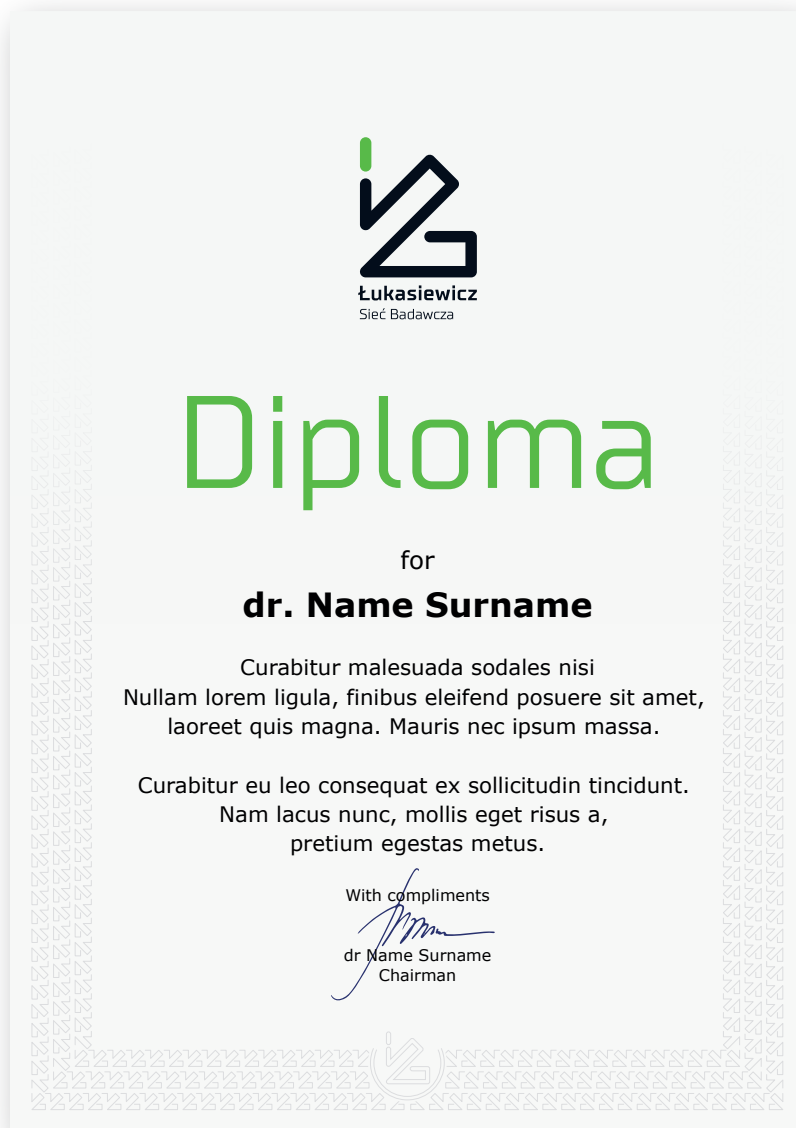 Łukasiewicz
Sieć Badawcza
Diploma
for
dr. Name Surname
Curabitur malesuada sodales nisi
Nullam lorem ligula, finibus eleifend posuere sit amet,
laoreet quis magna. Mauris nec ipsum massa.
Curabitur eu leo consequat ex sollicitudin tincidunt.
Nam lacus nunc, mollis eget risus a,
pretium egestas metus.
With compliments
dr Name Surname
Chairman